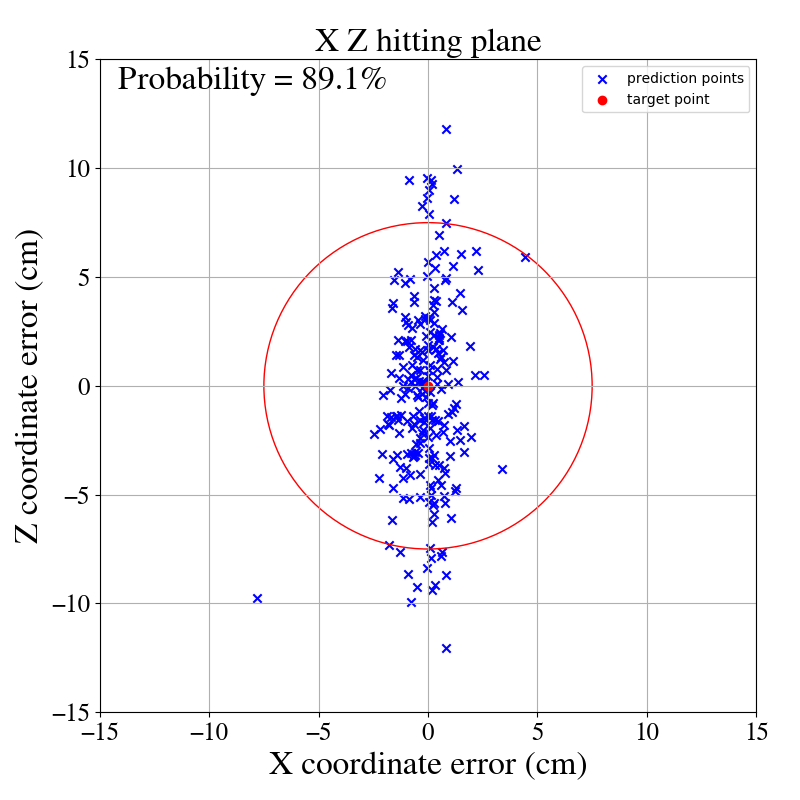 X Z hitting plane
Probability = 89.1%
prediction points
target point
15
10
5
0
−5
−10
−15
Z coordinate error (cm)
−15 −10 −5 0 5 10 15
X coordinate error (cm)